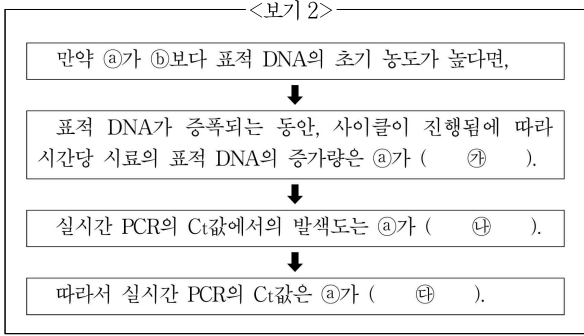 <보기 2>
만약 ⓐ가 ⓑ보다 표적 DNA의 초기 농도가 높다면,
표적 DNA가 증폭되는 동안, 사이클이 진행됨에 따라
시간당 시료의 표적 DNA의 증가량은 ⓐ가 ( ㉮ ).
실시간 PCR의 Ct값에서의 발색도는 ⓐ가 ( ㉯ ).
따라서 실시간 PCR의 Ct값은 ⓐ가 ( ㉰ ).